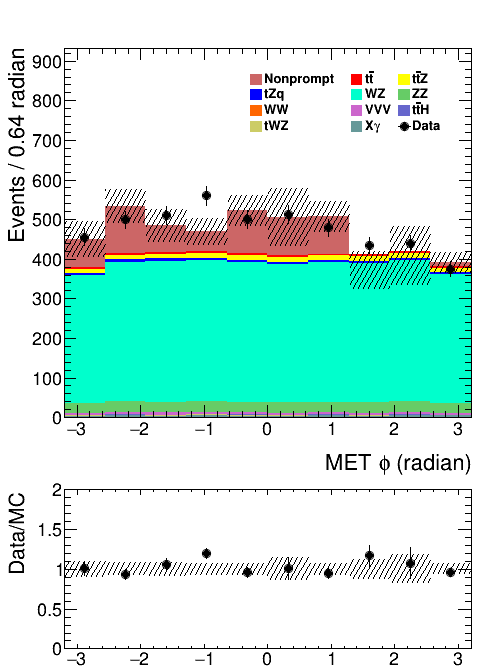 Events / 0.64 radian
900
800
700
600
500
400
300
200
100
0
Nonprompt tt̄ tt̄Z
tZq WZ ZZ
WW VVV tt̄H
tWZ Xγ Data
−3 −2 −1 0 1 2 3
MET ϕ (radian)
Data/MC
2
1.5
1
0.5
0
−3 −2 −1 0 1 2 3